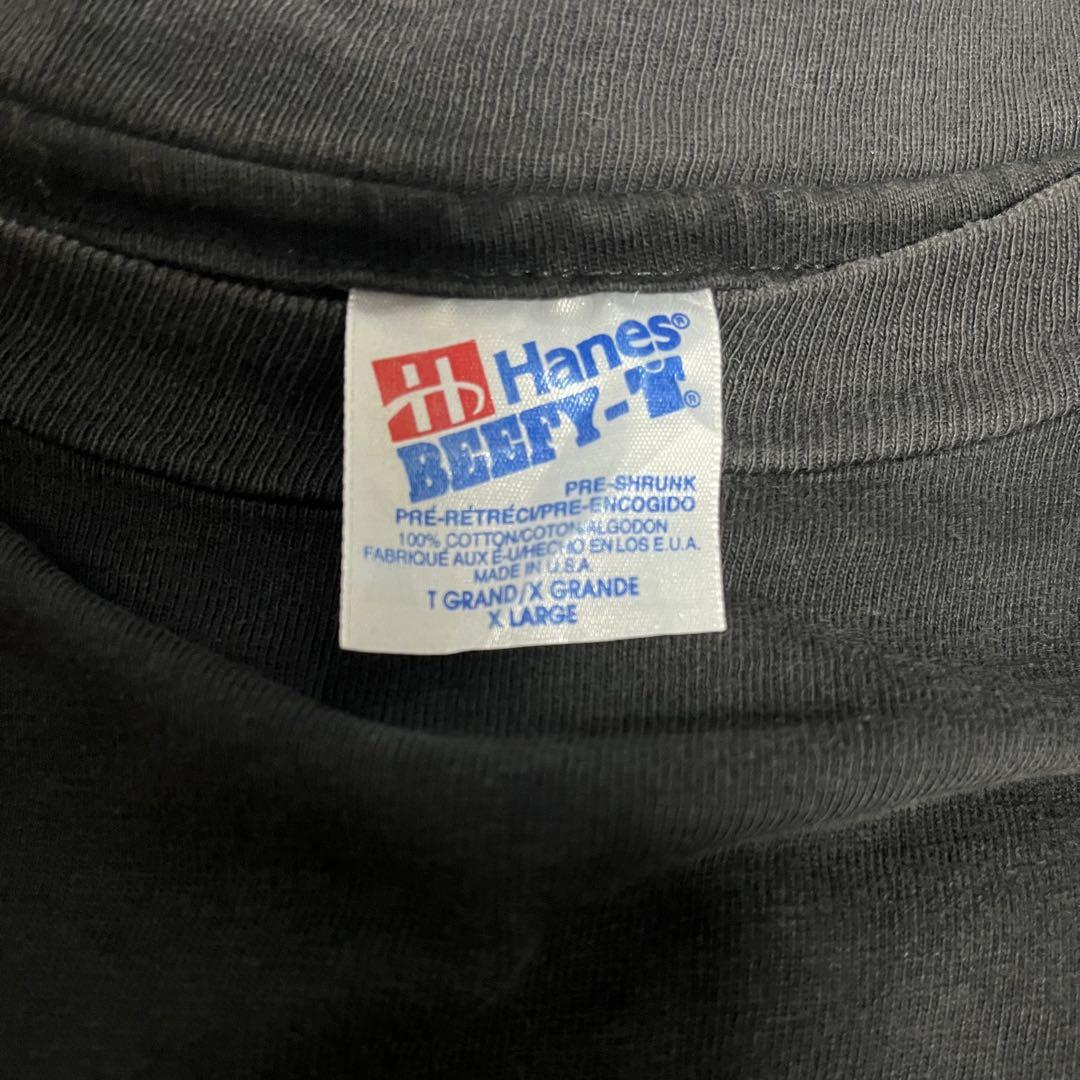 H Hanes®
BEEFY-T®
PRE-SHRUNK
PRÉ-RÉTRÉCI/PRE-ENCOGIDO
100% COTTON/COTON/ALGODON
FABRIQUÉ AUX É-U/HECHO EN LOS E.U.A.
MADE IN U.S.A.
T GRAND/X GRANDE
X LARGE